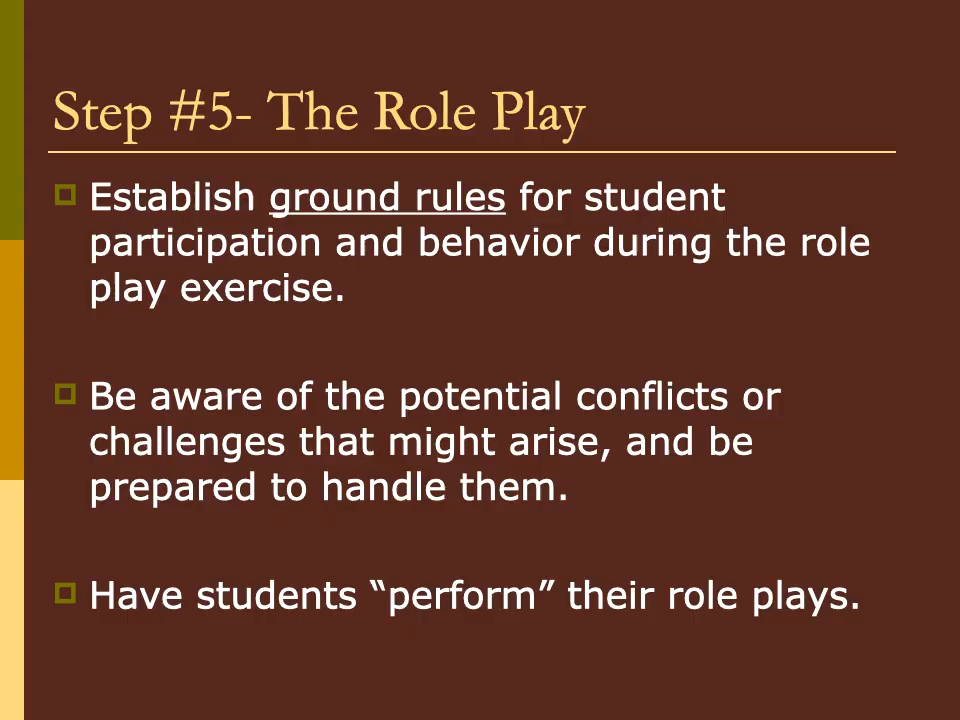 Step #5- The Role Play
Establish ground rules for student
participation and behavior during the role
play exercise.
Be aware of the potential conflicts or
challenges that might arise, and be
prepared to handle them.
Have students “perform” their role plays.